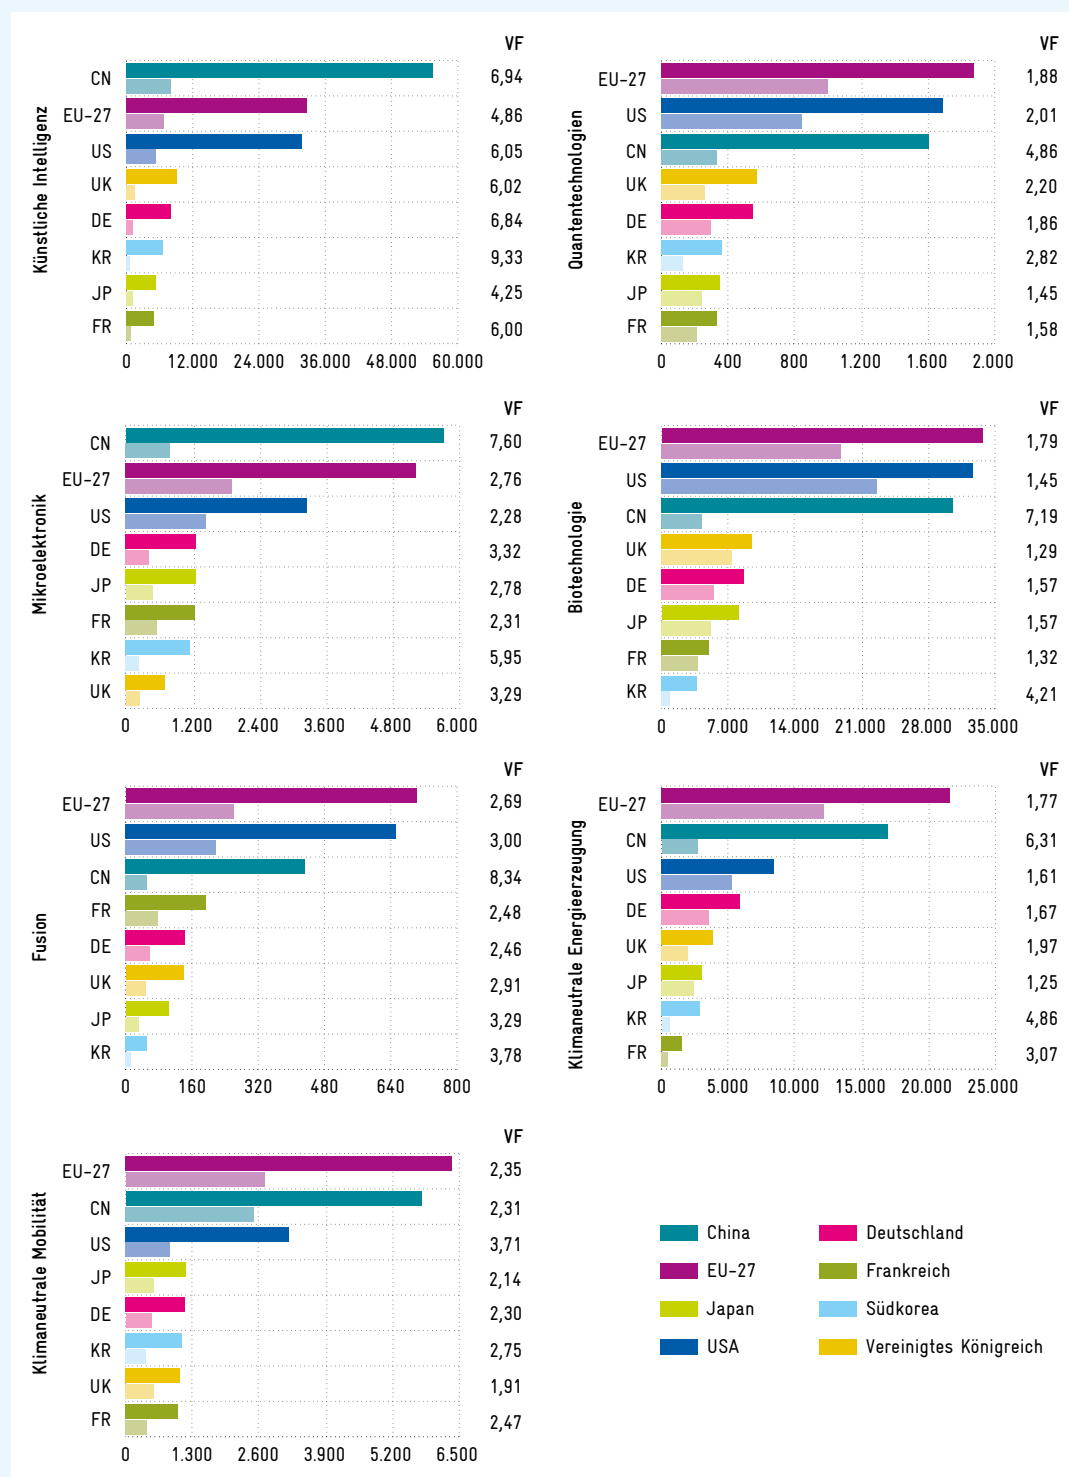 Künstliche Intelligenz
VF
CN 6,94
EU-27 4,86
US 6,05
UK 6,02
DE 6,84
KR 9,33
JP 4,25
FR 6,00
0 12.000 24.000 36.000 48.000 60.000
Quantentechnologien
VF
EU-27 1,88
US 2,01
CN 4,86
UK 2,20
DE 1,86
KR 2,82
JP 1,45
FR 1,58
0 400 800 1.200 1.600 2.000
Mikroelektronik
VF
CN 7,60
EU-27 2,76
US 2,28
DE 3,32
JP 2,78
FR 2,31
KR 5,95
UK 3,29
0 1.200 2.400 3.600 4.800 6.000
Biotechnologie
VF
EU-27 1,79
US 1,45
CN 7,19
UK 1,29
DE 1,57
JP 1,57
FR 1,32
KR 4,21
0 7.000 14.000 21.000 28.000 35.000
Fusion
VF
EU-27 2,69
US 3,00
CN 8,34
FR 2,48
DE 2,46
UK 2,91
JP 3,29
KR 3,78
0 160 320 480 640 800
Klimaneutrale Energieerzeugung
VF
EU-27 1,77
CN 6,31
US 1,61
DE 1,67
UK 1,97
JP 1,25
KR 4,86
FR 3,07
0 5.000 10.000 15.000 20.000 25.000
Klimaneutrale Mobilität
VF
EU-27 2,35
CN 2,31
US 3,71
JP 2,14
DE 2,30
KR 2,75
UK 1,91
FR 2,47
0 1.300 2.600 3.900 5.200 6.500
China
EU-27
Japan
USA
Deutschland
Frankreich
Südkorea
Vereinigtes Königreich